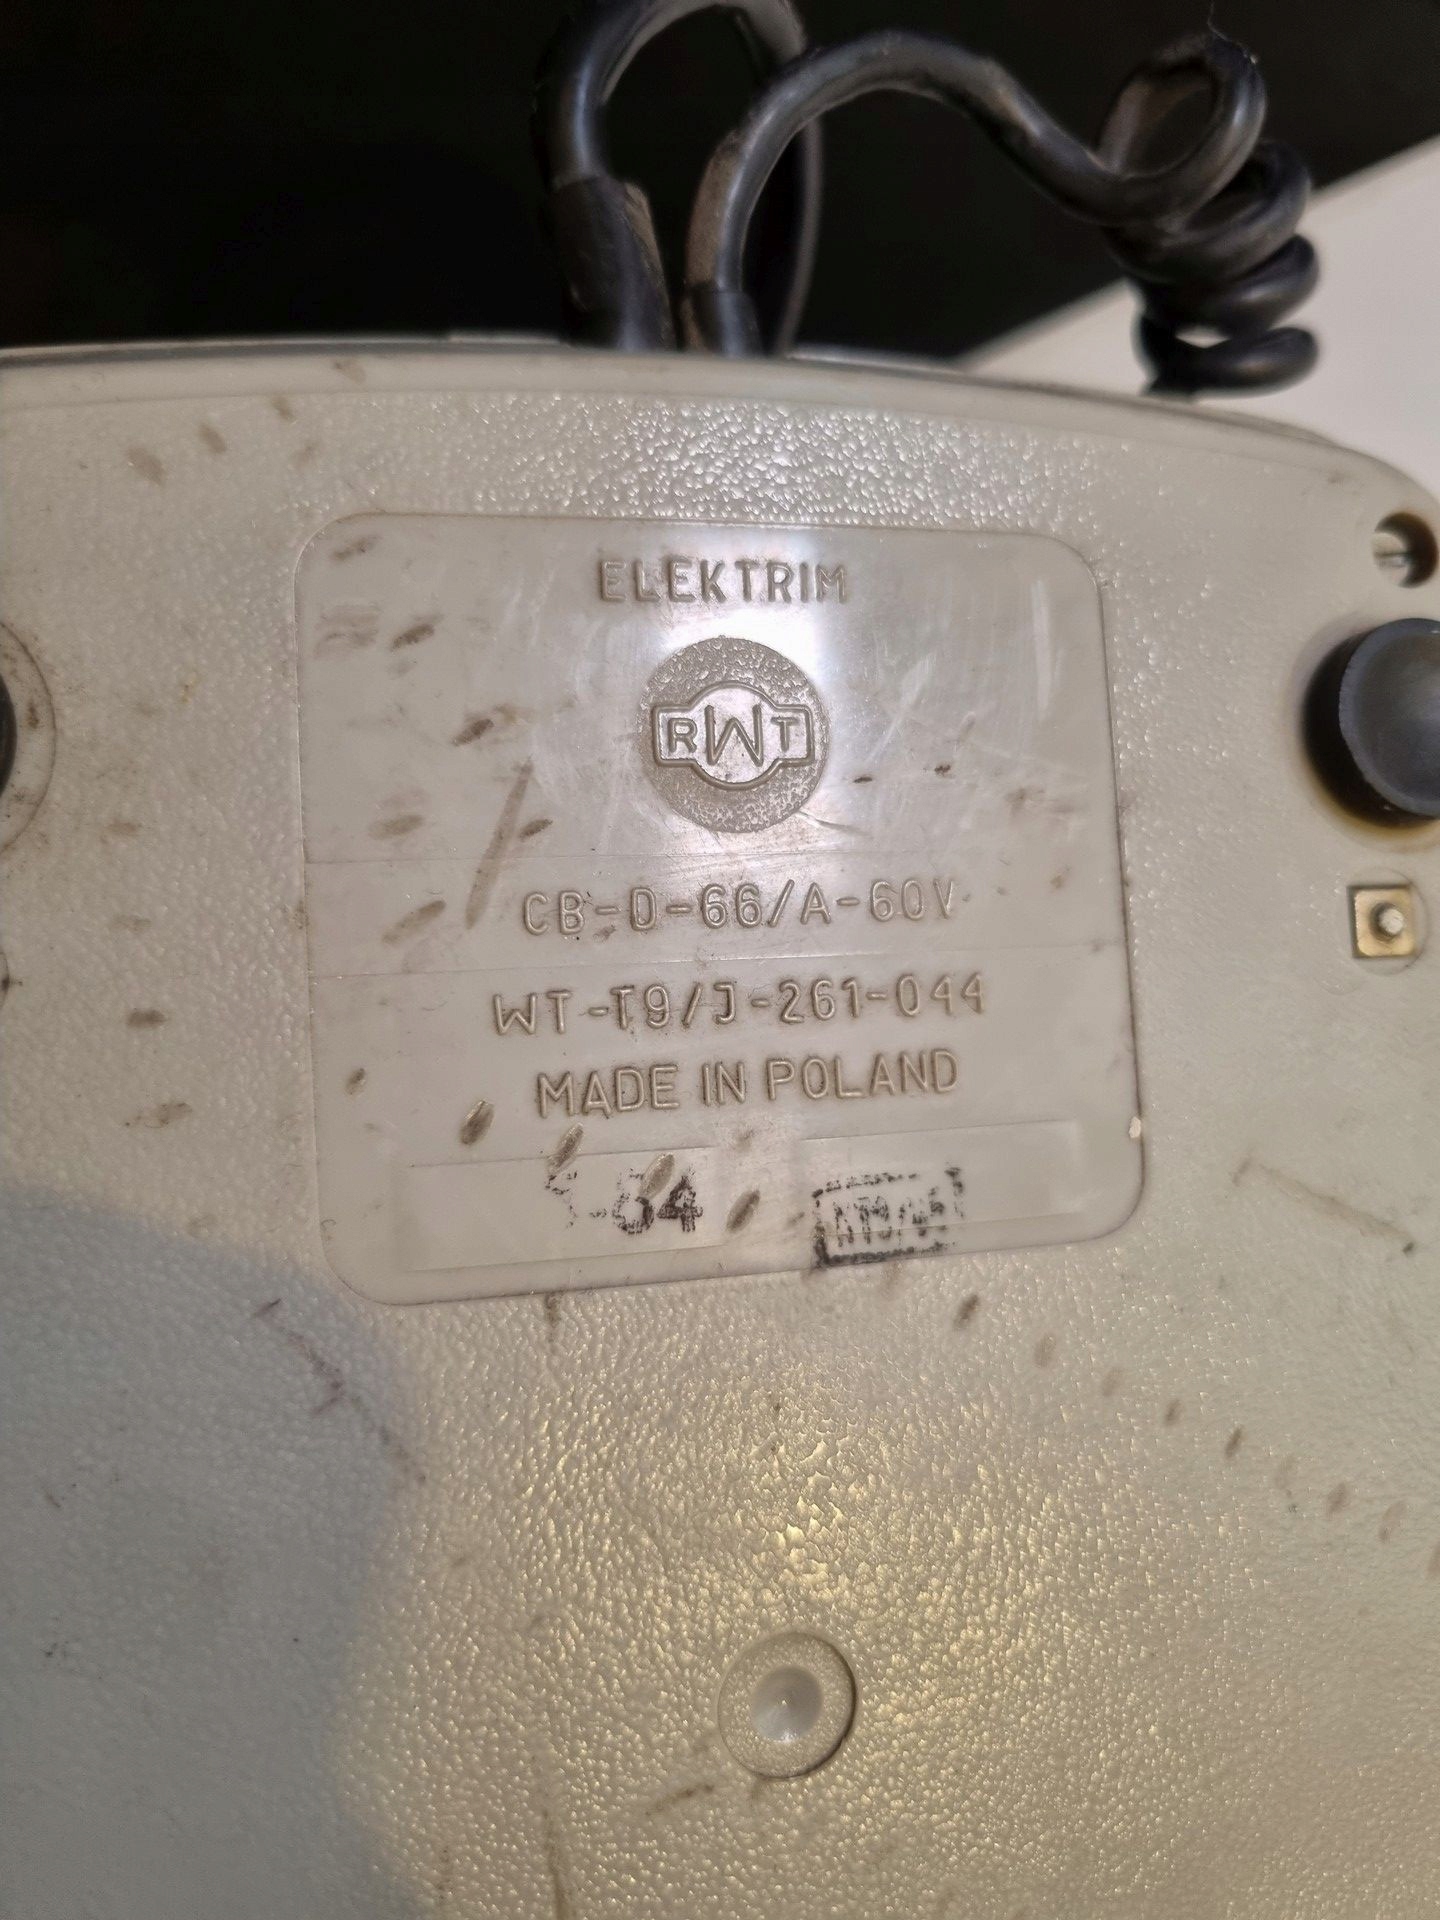 ELEKTRIM
RWT
CB-D-66/A-60V
WT-T9/J-261-044
MADE IN POLAND